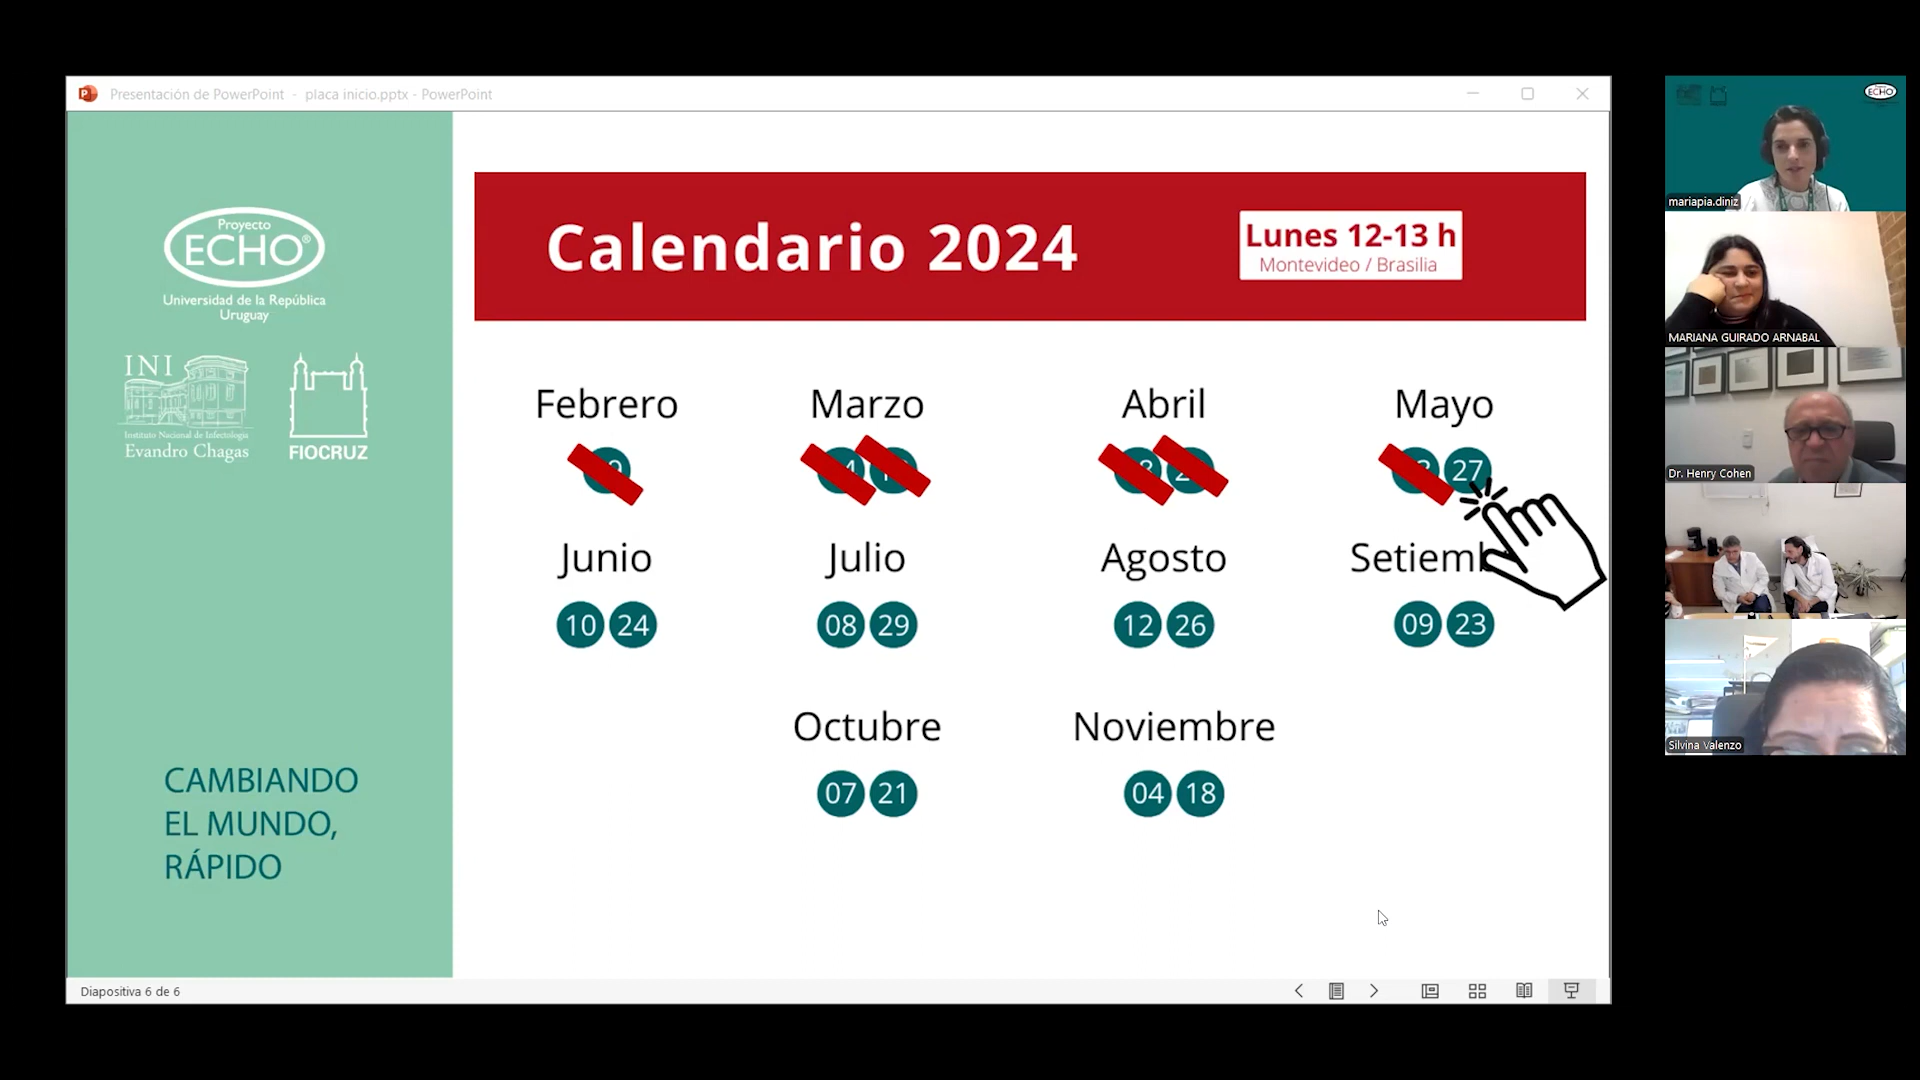 Presentación de PowerPoint - placa inicio.pptx - PowerPoint
Proyecto
ECHO®
Universidad de la República
Uruguay
INI
Instituto Nacional de Infectología
Evandro Chagas
FIOCRUZ
CAMBIANDO
EL MUNDO,
RÁPIDO
Calendario 2024
Lunes 12-13 h
Montevideo / Brasilia
Febrero Marzo Abril Mayo
27
Junio Julio Agosto
10 24 08 29 12 26 09 23
Octubre Noviembre
07 21 04 18
Diapositiva 6 de 6
ECHO
mariapia.diniz
MARIANA GUIRADO ARNABAL
Dr. Henry Cohen
Silvina Valenzo